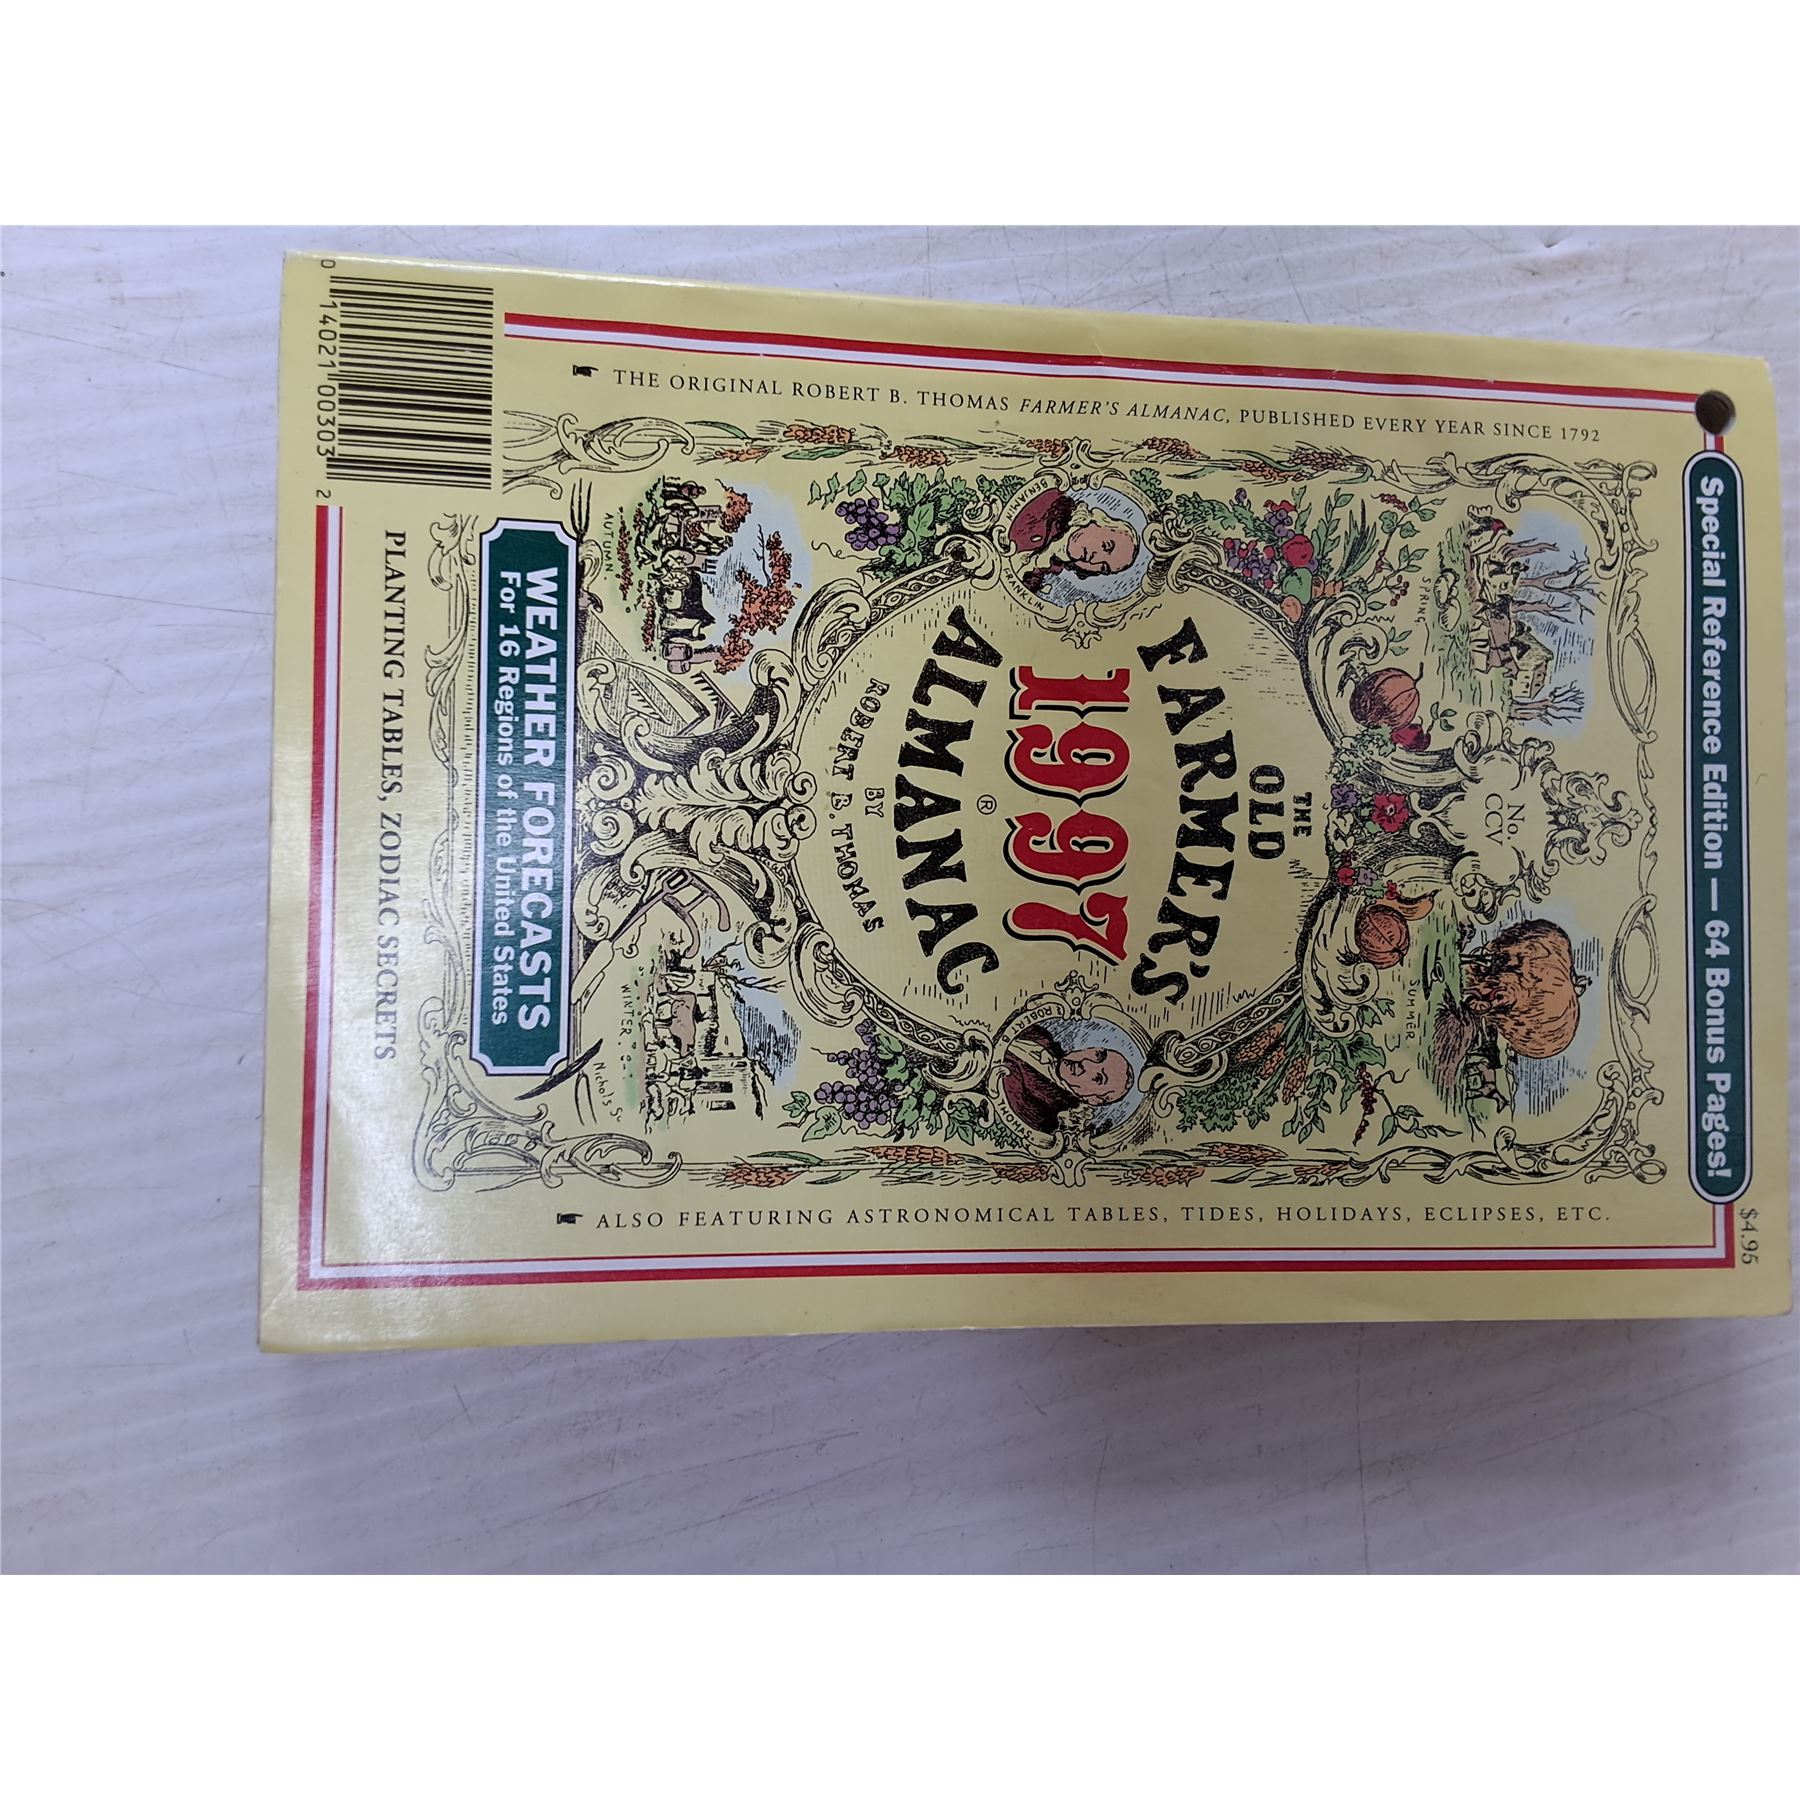 Special Reference Edition — 64 Bonus Pages!
$4.95
THE ORIGINAL ROBERT B. THOMAS FARMER'S ALMANAC, PUBLISHED EVERY YEAR SINCE 1792
ALSO FEATURING ASTRONOMICAL TABLES, TIDES, HOLIDAYS, ECLIPSES, ETC.
No.
CCV
SPRING
SUMMER
THE
OLD
FARMER'S
BENJAMIN FRANKLIN
1997
ROBERT B. THOMAS
ALMANAC®
BY
ROBERT B. THOMAS
AUTUMN
WINTER
WEATHER FORECASTS
For 16 Regions of the United States
PLANTING TABLES, ZODIAC SECRETS
0 14021 00303 2